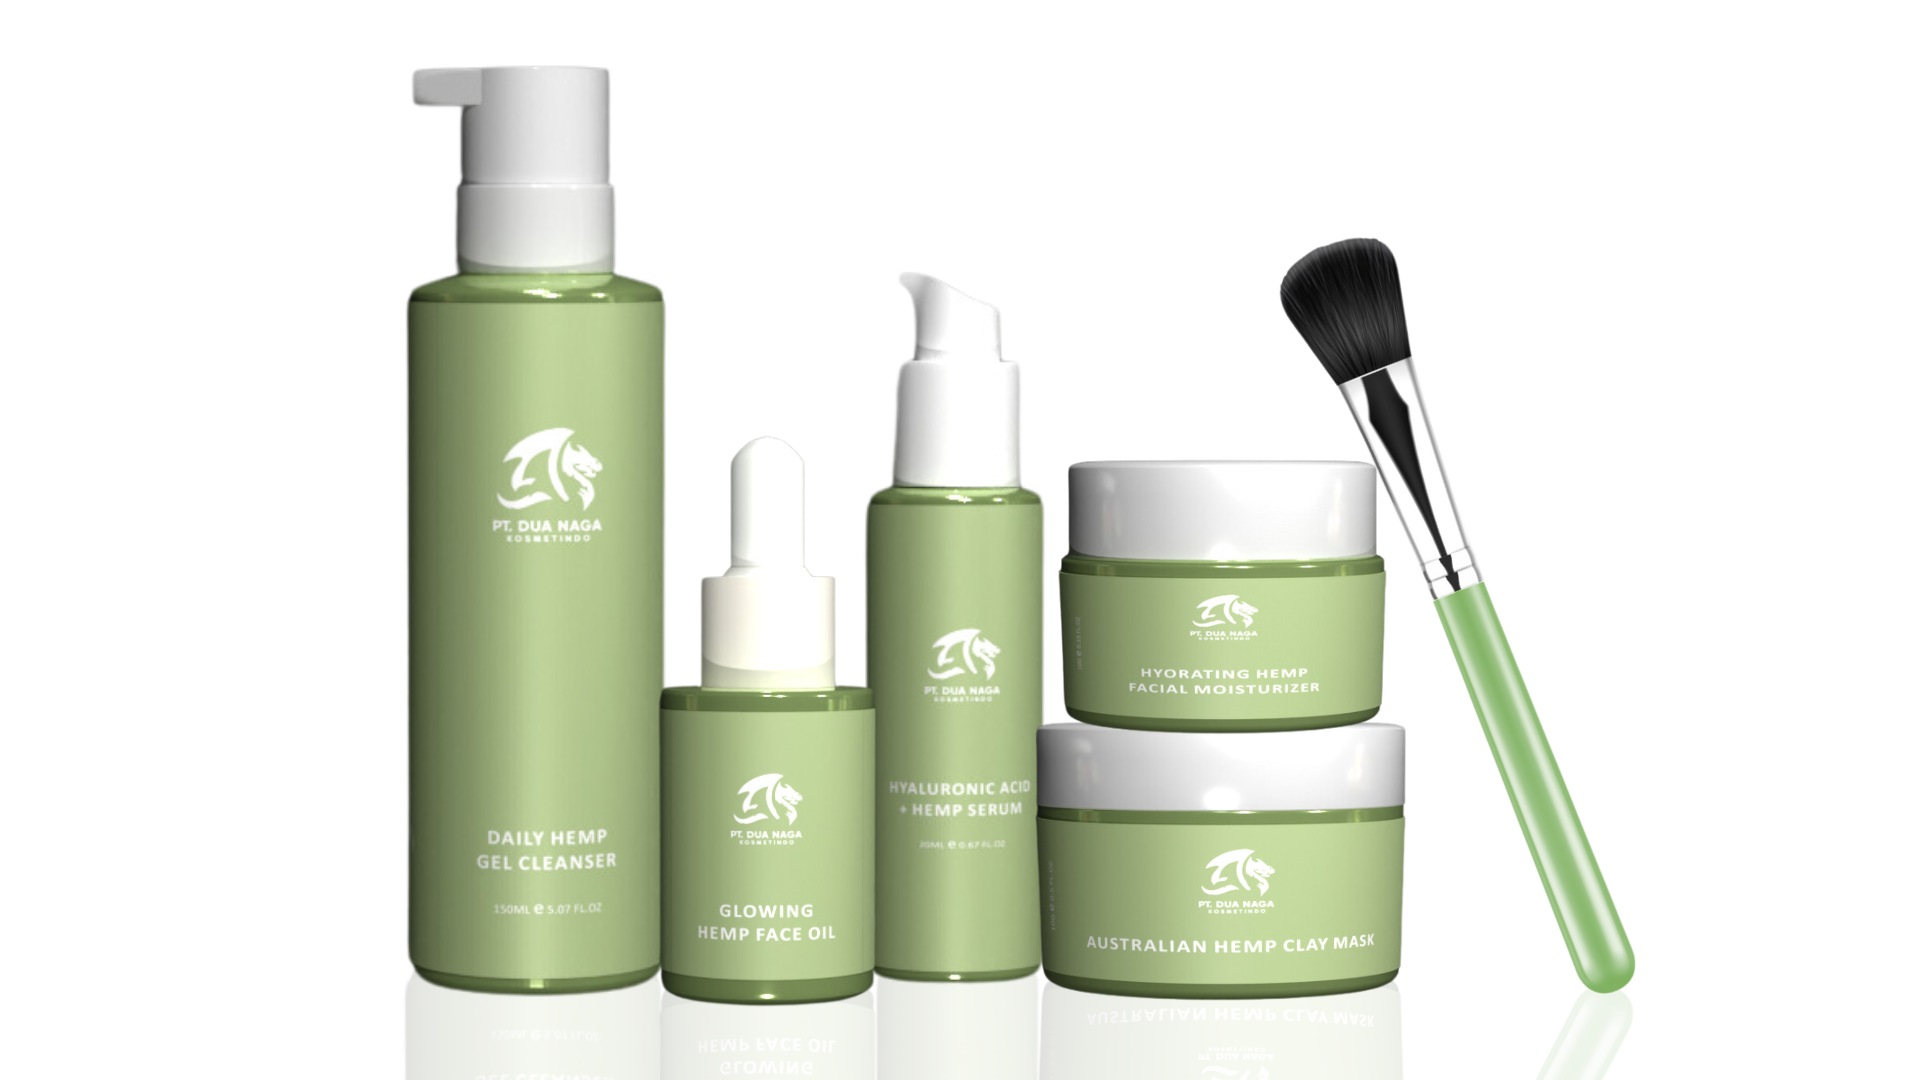 PT. DUA NAGA
KOSMETINDO
DAILY HEMP
GEL CLEANSER
150ML e 5.07 FL.OZ
PT. DUA NAGA
KOSMETINDO
GLOWING
HEMP FACE OIL
PT. DUA NAGA
KOSMETINDO
HYALURONIC ACID
+ HEMP SERUM
20ML e 0.67 FL.OZ
PT. DUA NAGA
KOSMETINDO
HYORATING HEMP
FACIAL MOISTURIZER
PT. DUA NAGA
KOSMETINDO
AUSTRALIAN HEMP CLAY MASK